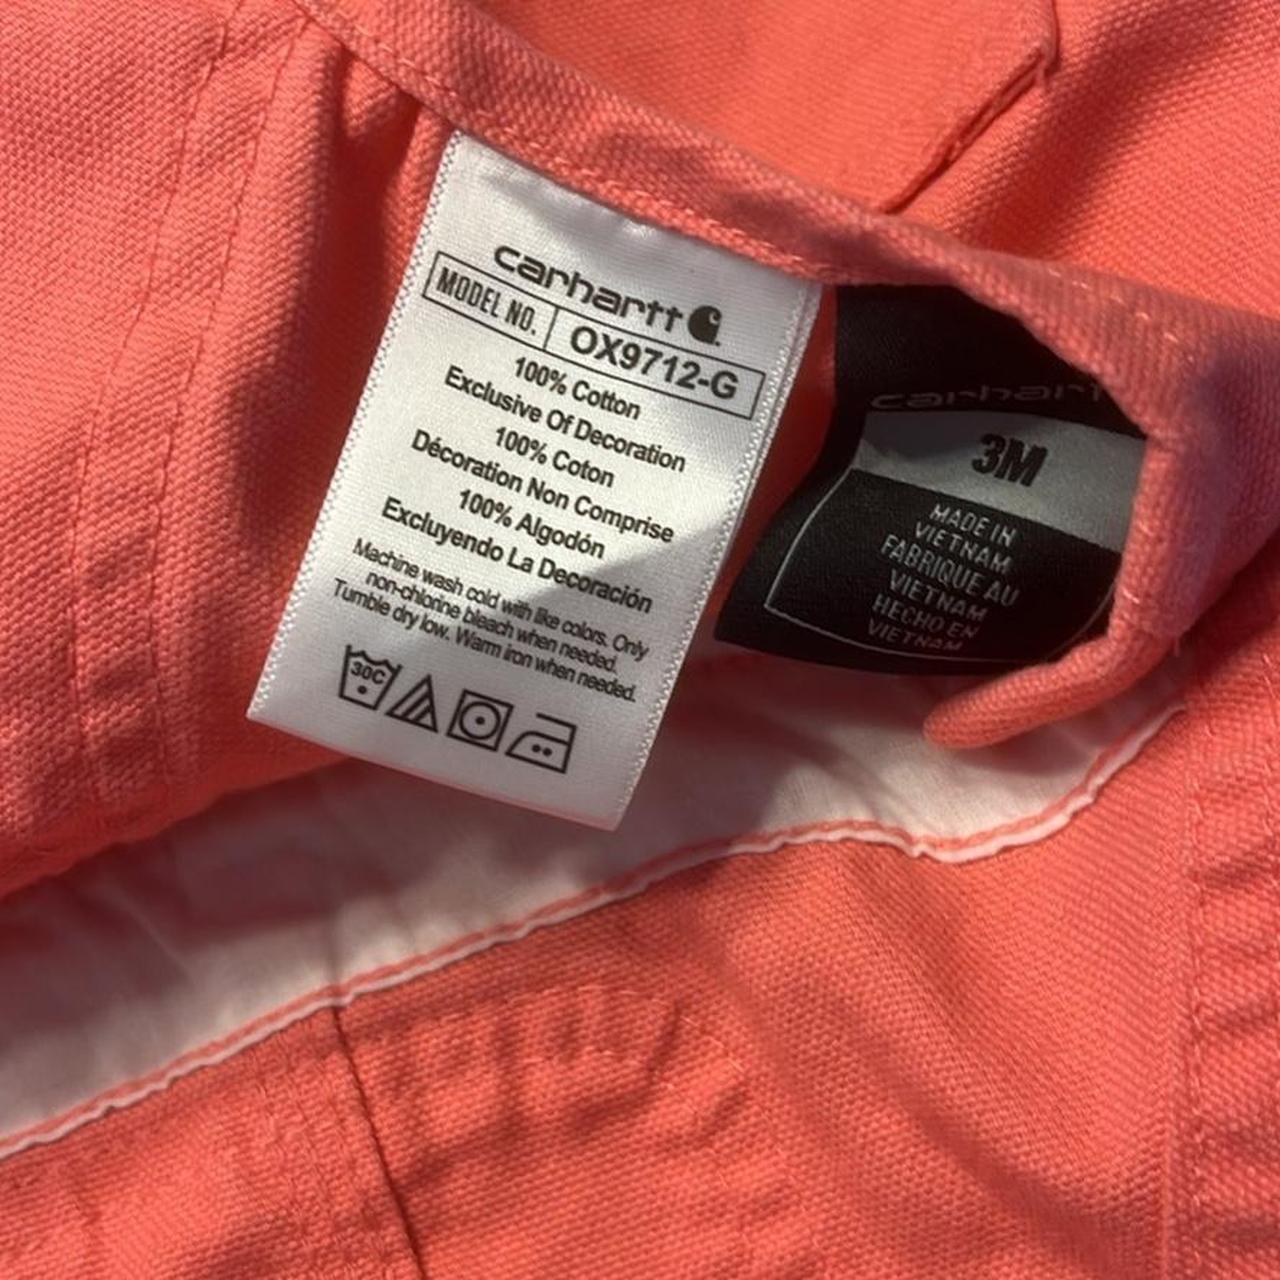 carhartt
MODEL NO. OX9712-G
100% Cotton
Exclusive Of Decoration
100% Coton
Décoration Non Comprise
100% Algodón
Excluyendo La Decoración
Machine wash cold with like colors. Only
non-chlorine bleach when needed.
Tumble dry low. Warm iron when needed.
30C
carhart
3M
MADE IN
VIETNAM
FABRIQUE AU
VIETNAM
HECHO EN
VIETNAM